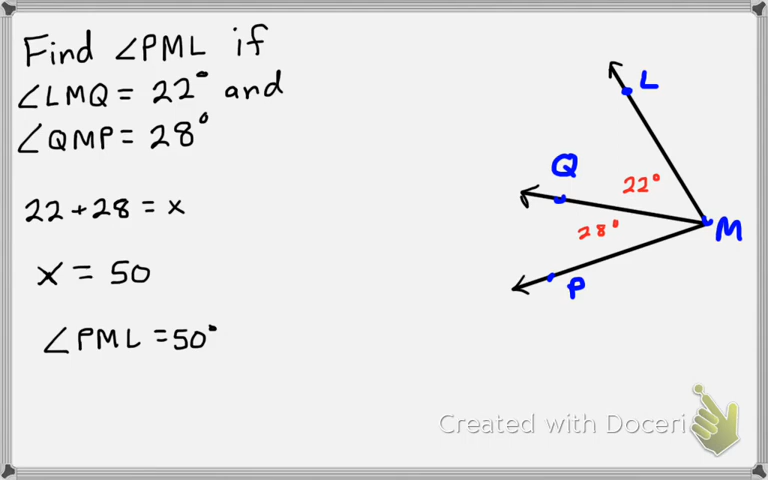 Find ∠PML if
∠LMQ = 22° and
∠QMP = 28°
22 + 28 = x
x = 50
∠PML = 50°
L
Q
22°
M
28°
P
Created with Doceri